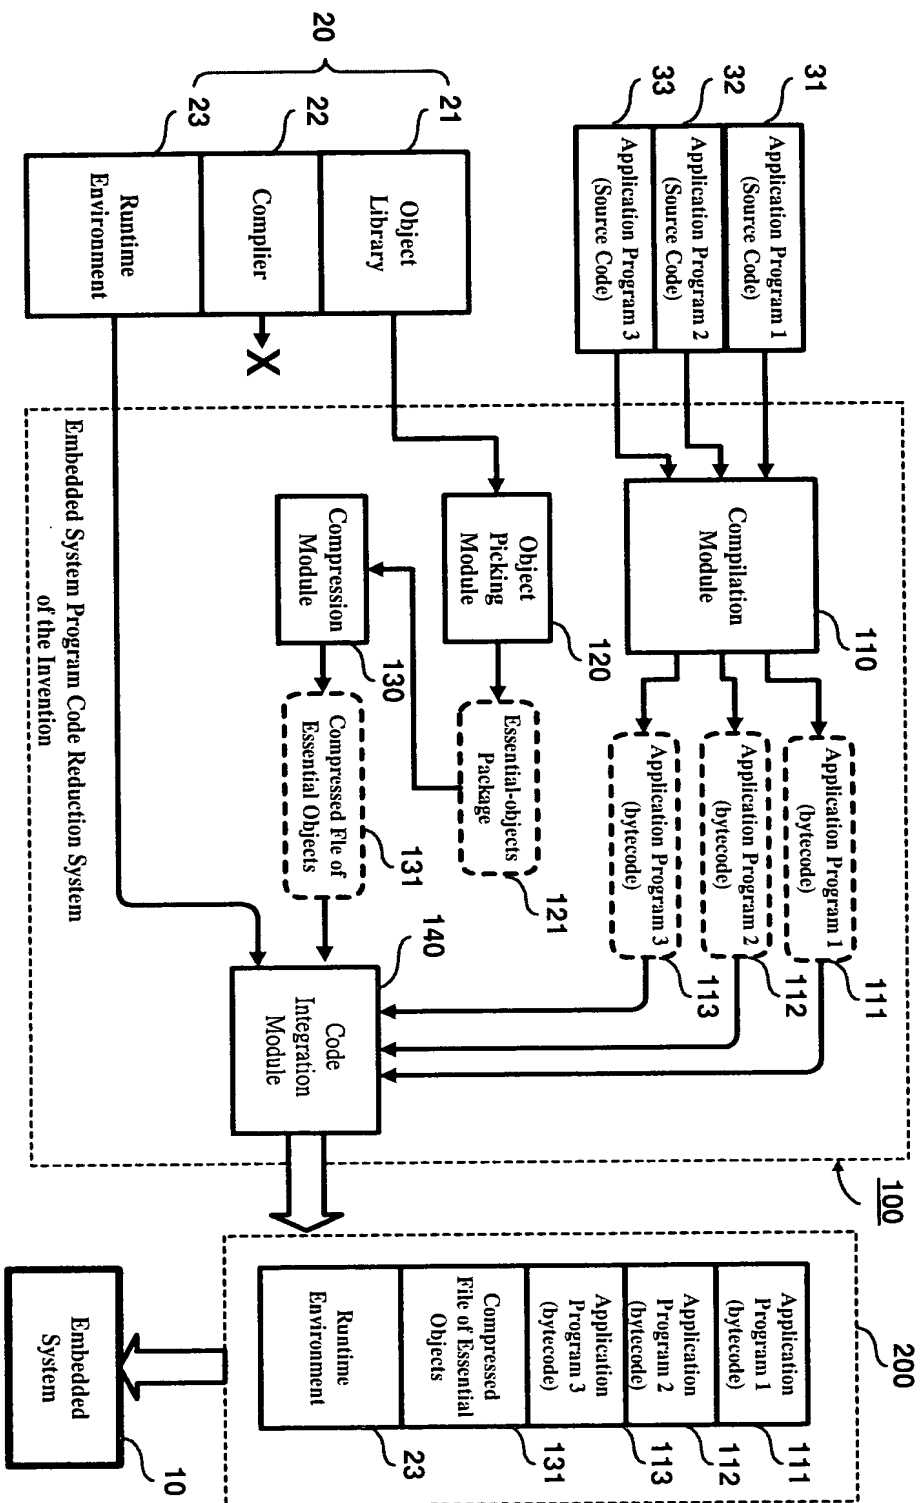 31
32
33
Application Program 1
(Source Code)
Application Program 2
(Source Code)
Application Program 3
(Source Code)
20
21
22
23
Object
Library
Complier
Runtime
Environment
X
Compilation
Module
110
Application Program 1
(bytecode)
111
Application Program 2
(bytecode)
112
Application Program 3
(bytecode)
113
Object
Picking
Module
120
Essential-objects
Package
121
Compression
Module
130
Compressed Fle of
Essential Objects
131
Code
Integration
Module
140
Embedded System Program Code Reduction System
of the Invention
100
200
Application
Program 1
(bytecode)
111
Application
Program 2
(bytecode)
112
Application
Program 3
(bytecode)
113
Compressed
File of Essential
Objects
131
Runtime
Environment
23
Embedded
System
10